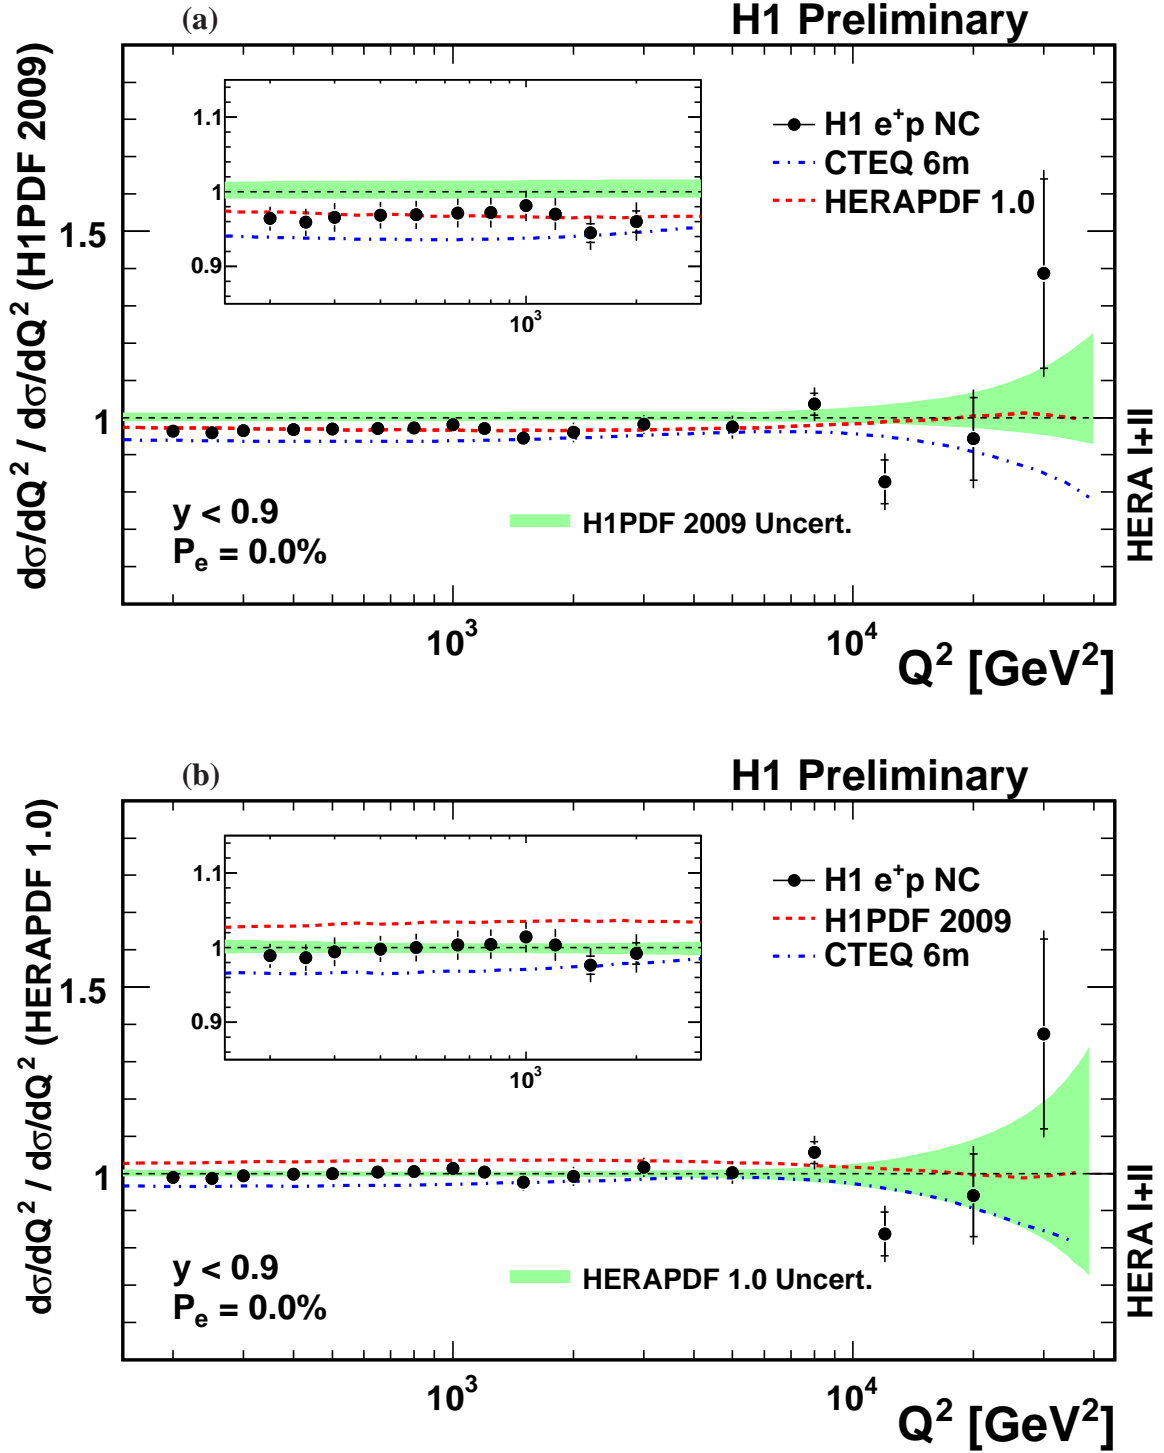 (a)
H1 Preliminary
dσ/dQ² / dσ/dQ² (H1PDF 2009)
1.5
1
1.1
1
0.9
10³
H1 e⁺p NC
CTEQ 6m
HERAPDF 1.0
y < 0.9
Pₑ = 0.0%
H1PDF 2009 Uncert.
HERA I+II
10³
10⁴
Q² [GeV²]
(b)
H1 Preliminary
dσ/dQ² / dσ/dQ² (HERAPDF 1.0)
1.5
1
1.1
1
0.9
10³
H1 e⁺p NC
H1PDF 2009
CTEQ 6m
y < 0.9
Pₑ = 0.0%
HERAPDF 1.0 Uncert.
HERA I+II
10³
10⁴
Q² [GeV²]